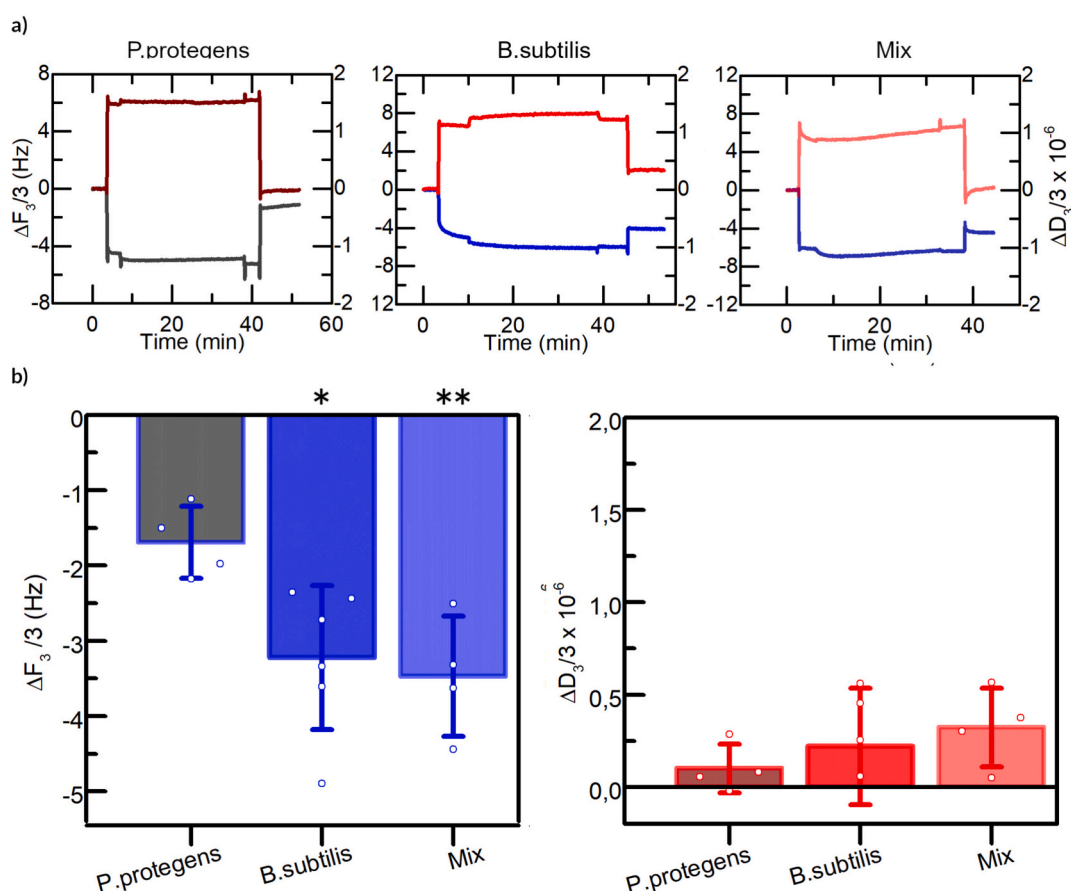 a)
P.protegens
B.subtilis
Mix
8
4
0
-4
-8
2
1
0
-1
-2
12
8
4
0
-4
-8
12
2
1
0
-1
-2
12
8
4
0
-4
-8
-12
2
1
0
-1
-2
ΔF₃/3 (Hz)
ΔD₃/3 x 10⁻⁶
0 20 40 60
0 20 40
0 20 40
Time (min)
Time (min)
Time (min)
b)
* **
0
-1
-2
-3
-4
-5
ΔF₃ /3 (Hz)
P.protegens
B.subtilis
Mix
2,0
1,5
1,0
0,5
0,0
ΔD₃/3 x 10⁻⁶
P.protegens
B.subtilis
Mix